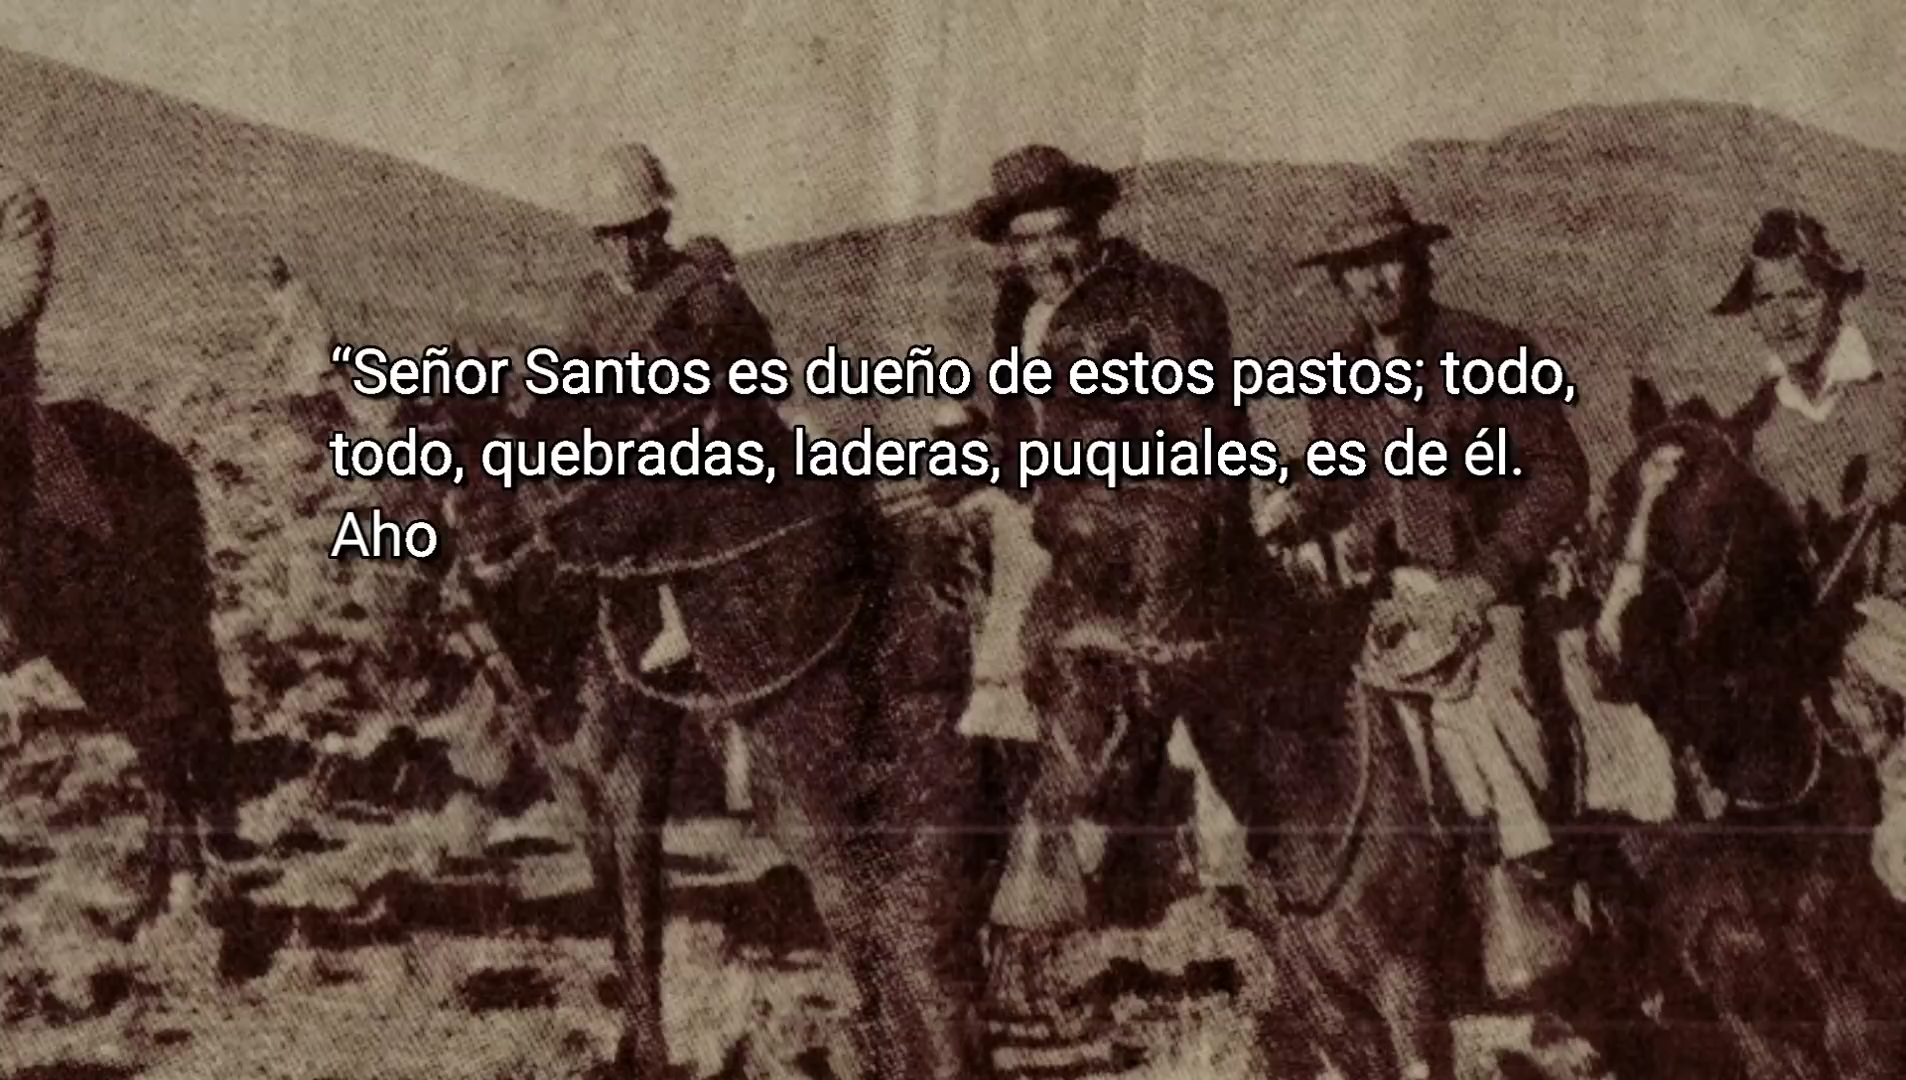 “Señor Santos es dueño de estos pastos; todo,
todo, quebradas, laderas, puquiales, es de él.
Aho